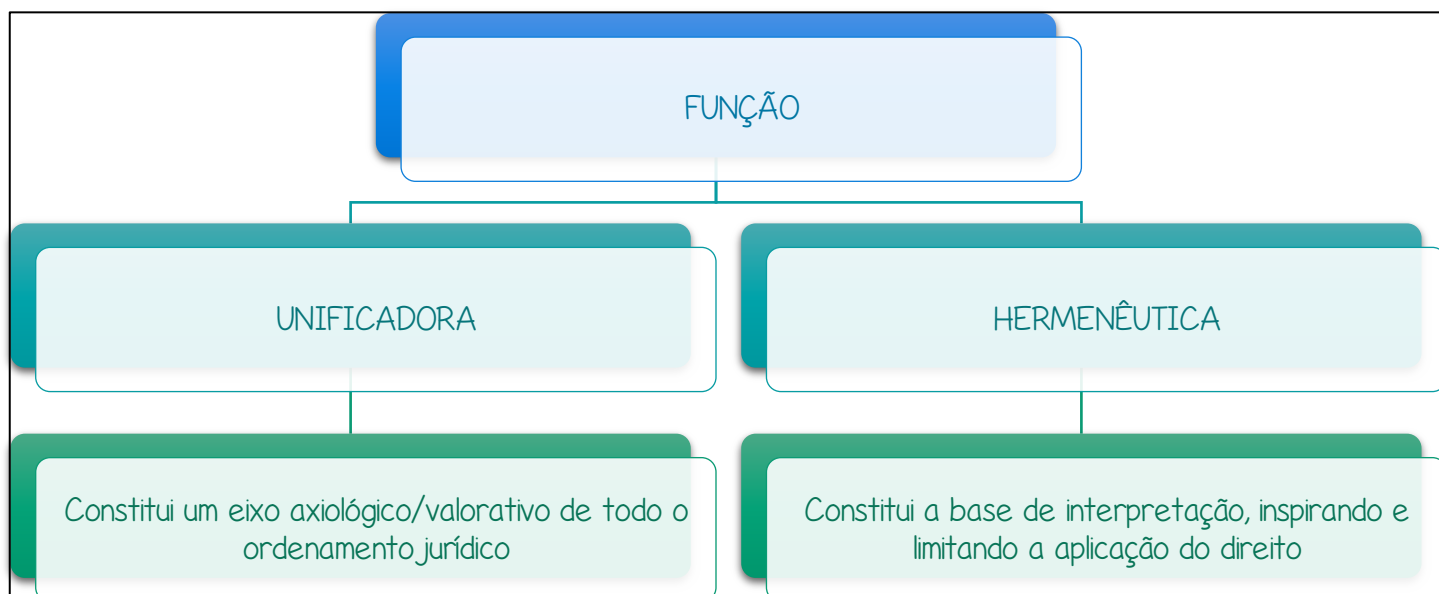 FUNÇÃO
UNIFICADORA
HERMENÊUTICA
Constitui um eixo axiológico/valorativo de todo o
ordenamento jurídico
Constitui a base de interpretação, inspirando e
limitando a aplicação do direito